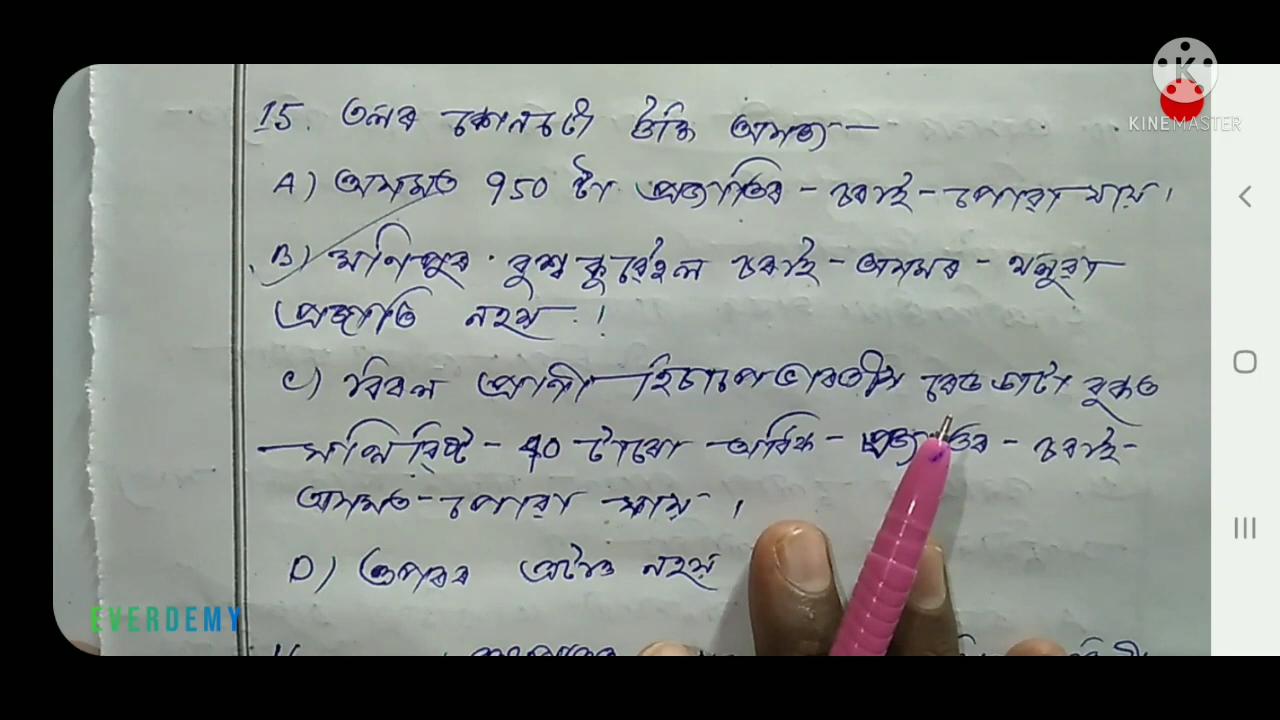 15. তলৰ কোনটো উক্তি অসত্য —
A) অসমত 950 টা প্ৰজাতিৰ - চৰাই - পোৱা যায়।
B) মণিপুৰ বুশ্ব কুৱেইল চৰাই - অসমৰ - থলুৱা
প্ৰজাতি নহয়।
C) বিৰল প্ৰাণী হিচাপে ভাৰতীয় ৰেড ডাটা বুকত
সন্নিৱিষ্ট - 40 টাৰো অধিক - প্ৰজাতিৰ - চৰাই -
অসমত - পোৱা যায়।
D) ওপৰৰ এটাও নহয়
EVERDEMY
KINEMASTER